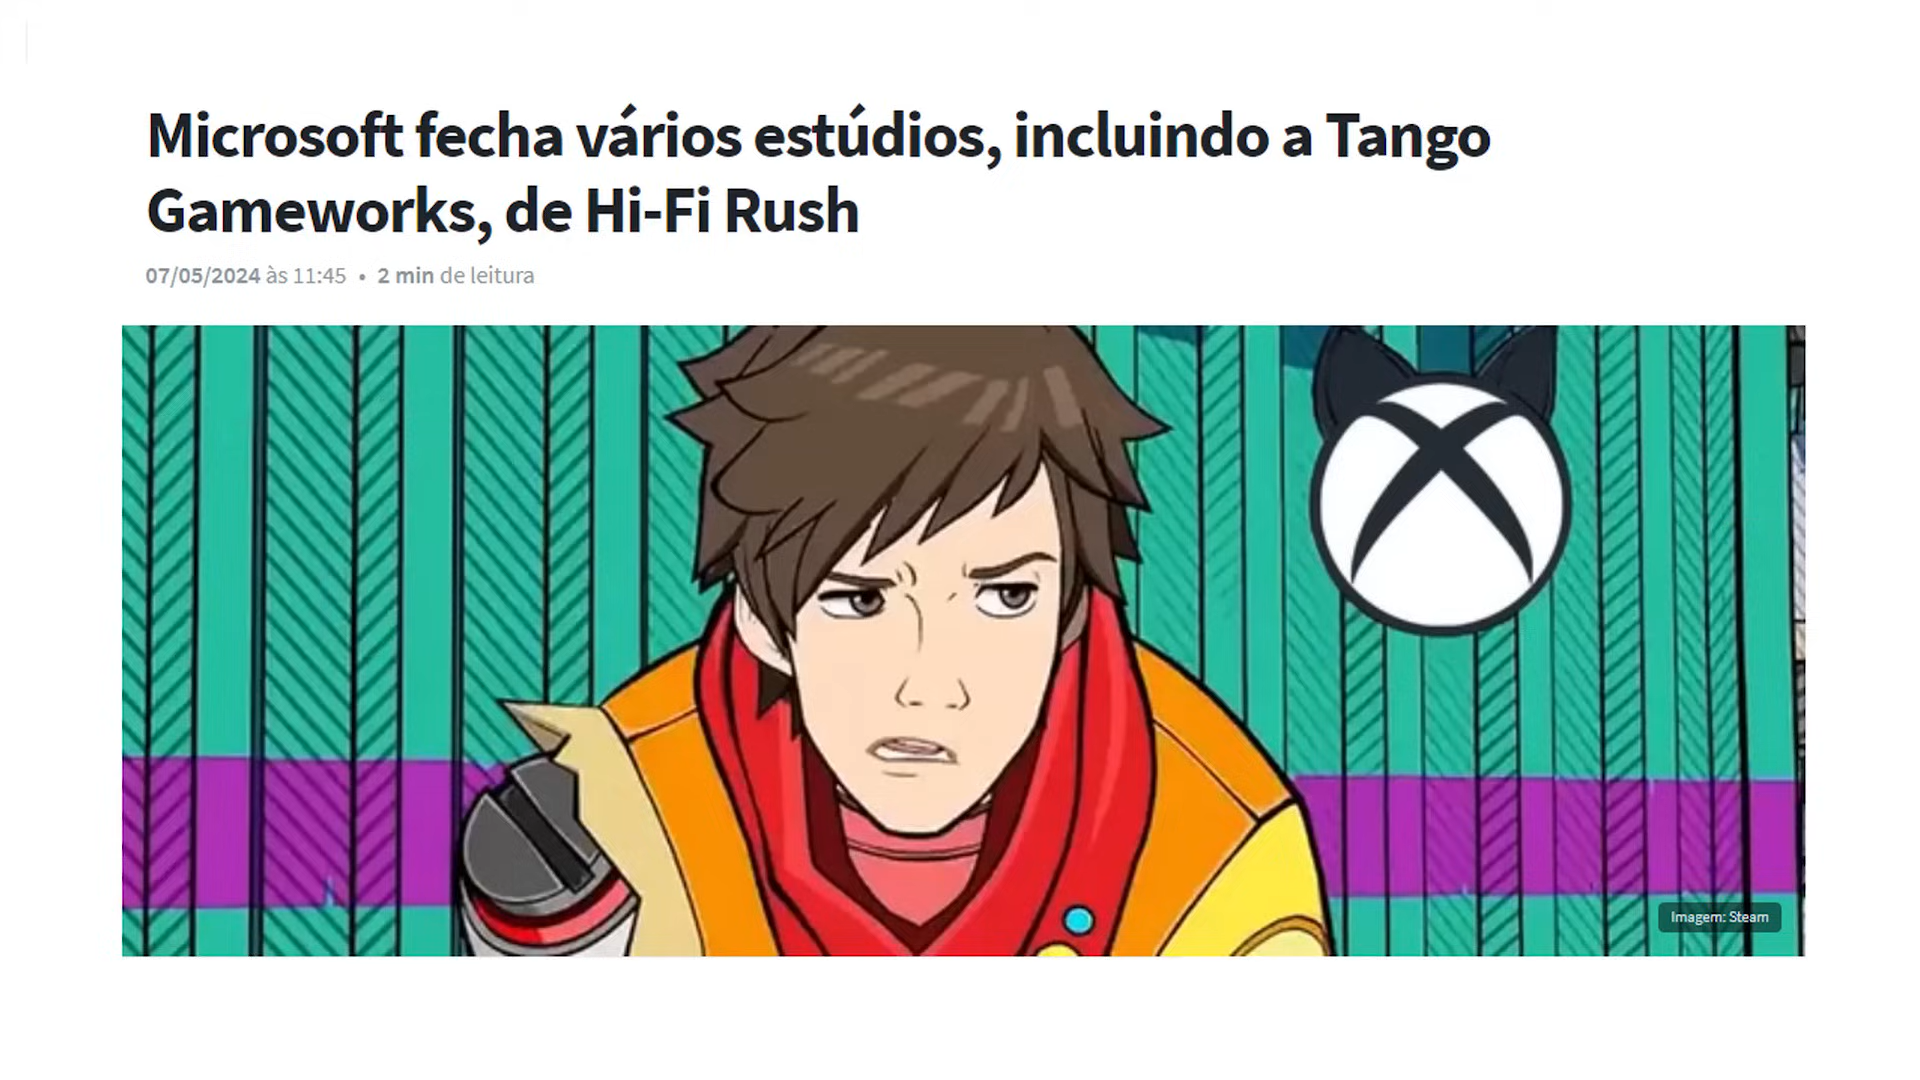 Microsoft fecha vários estúdios, incluindo a Tango
Gameworks, de Hi-Fi Rush
07/05/2024 às 11:45 • 2 min de leitura
Imagem: Steam